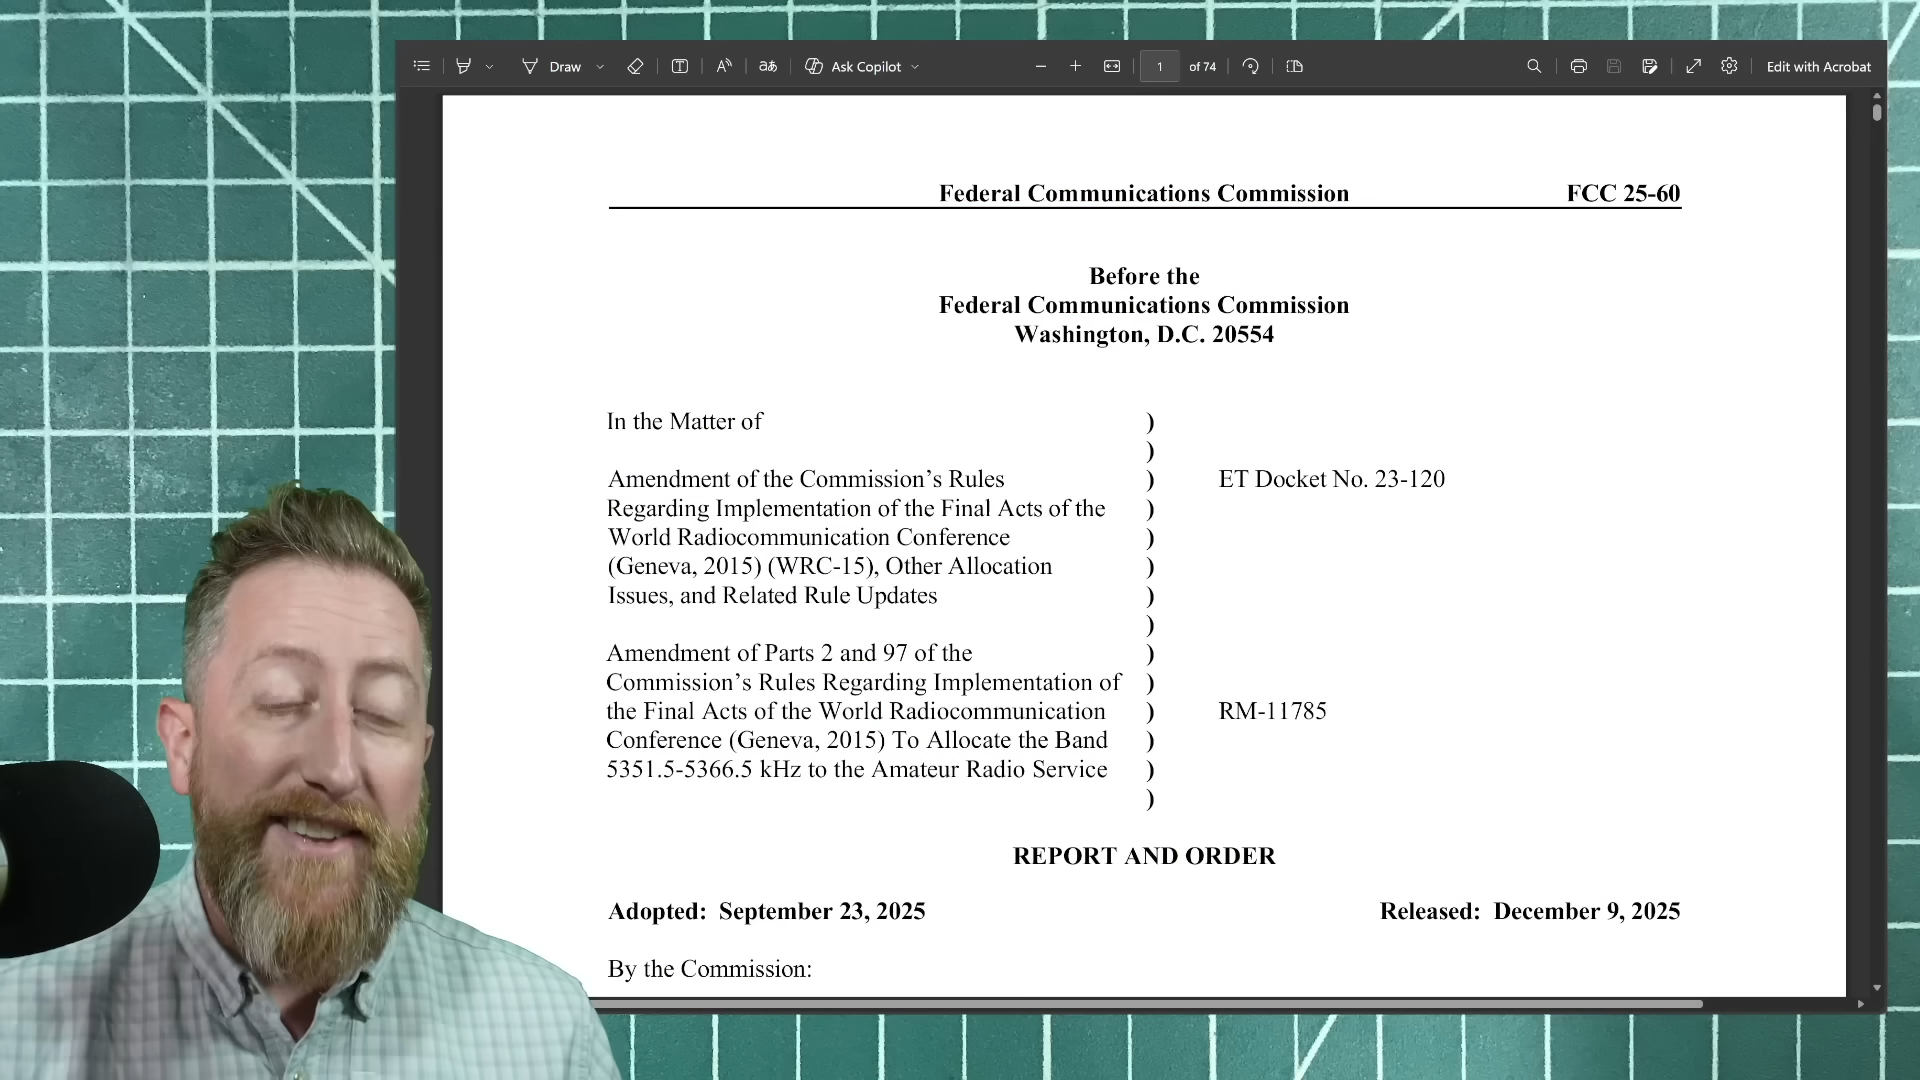 Draw
aあ
Ask Copilot
1
of 74
Edit with Acrobat
Federal Communications Commission FCC 25-60
Before the
Federal Communications Commission
Washington, D.C. 20554
In the Matter of )
)
Amendment of the Commission’s Rules ) ET Docket No. 23-120
Regarding Implementation of the Final Acts of the )
World Radiocommunication Conference )
(Geneva, 2015) (WRC-15), Other Allocation )
Issues, and Related Rule Updates )
)
Amendment of Parts 2 and 97 of the )
Commission’s Rules Regarding Implementation of )
the Final Acts of the World Radiocommunication ) RM-11785
Conference (Geneva, 2015) To Allocate the Band )
5351.5-5366.5 kHz to the Amateur Radio Service )
)
REPORT AND ORDER
Adopted: September 23, 2025 Released: December 9, 2025
By the Commission: